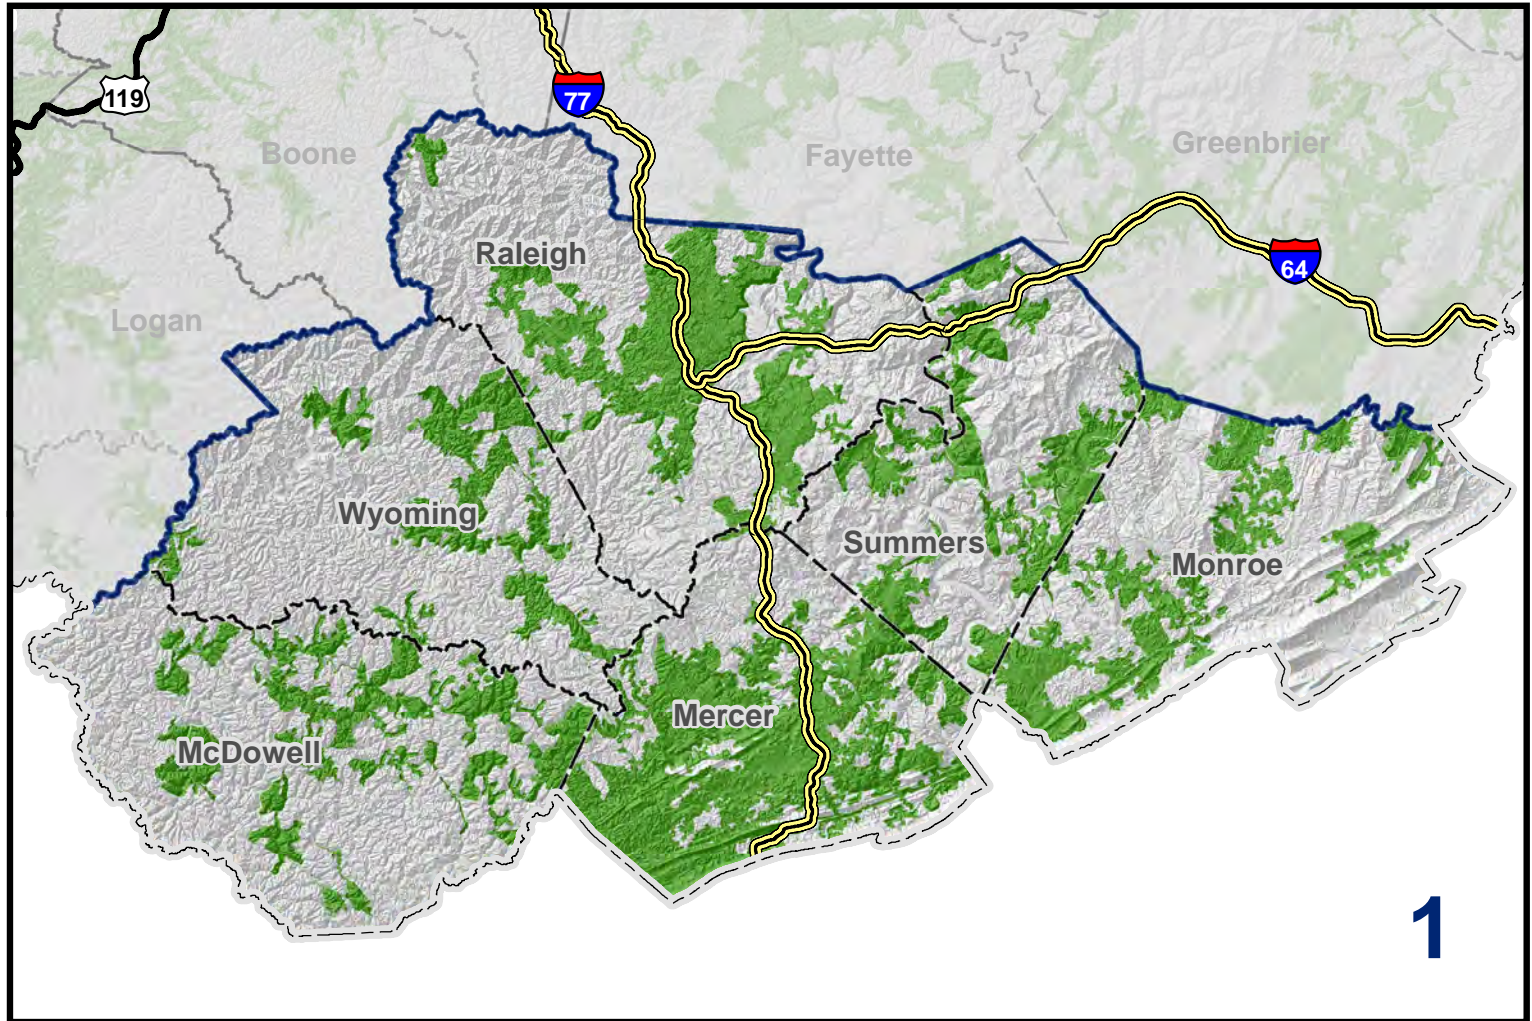 77
119
Boone
Fayette
Greenbrier
Raleigh
64
Logan
Wyoming
Summers
Monroe
Mercer
McDowell
1